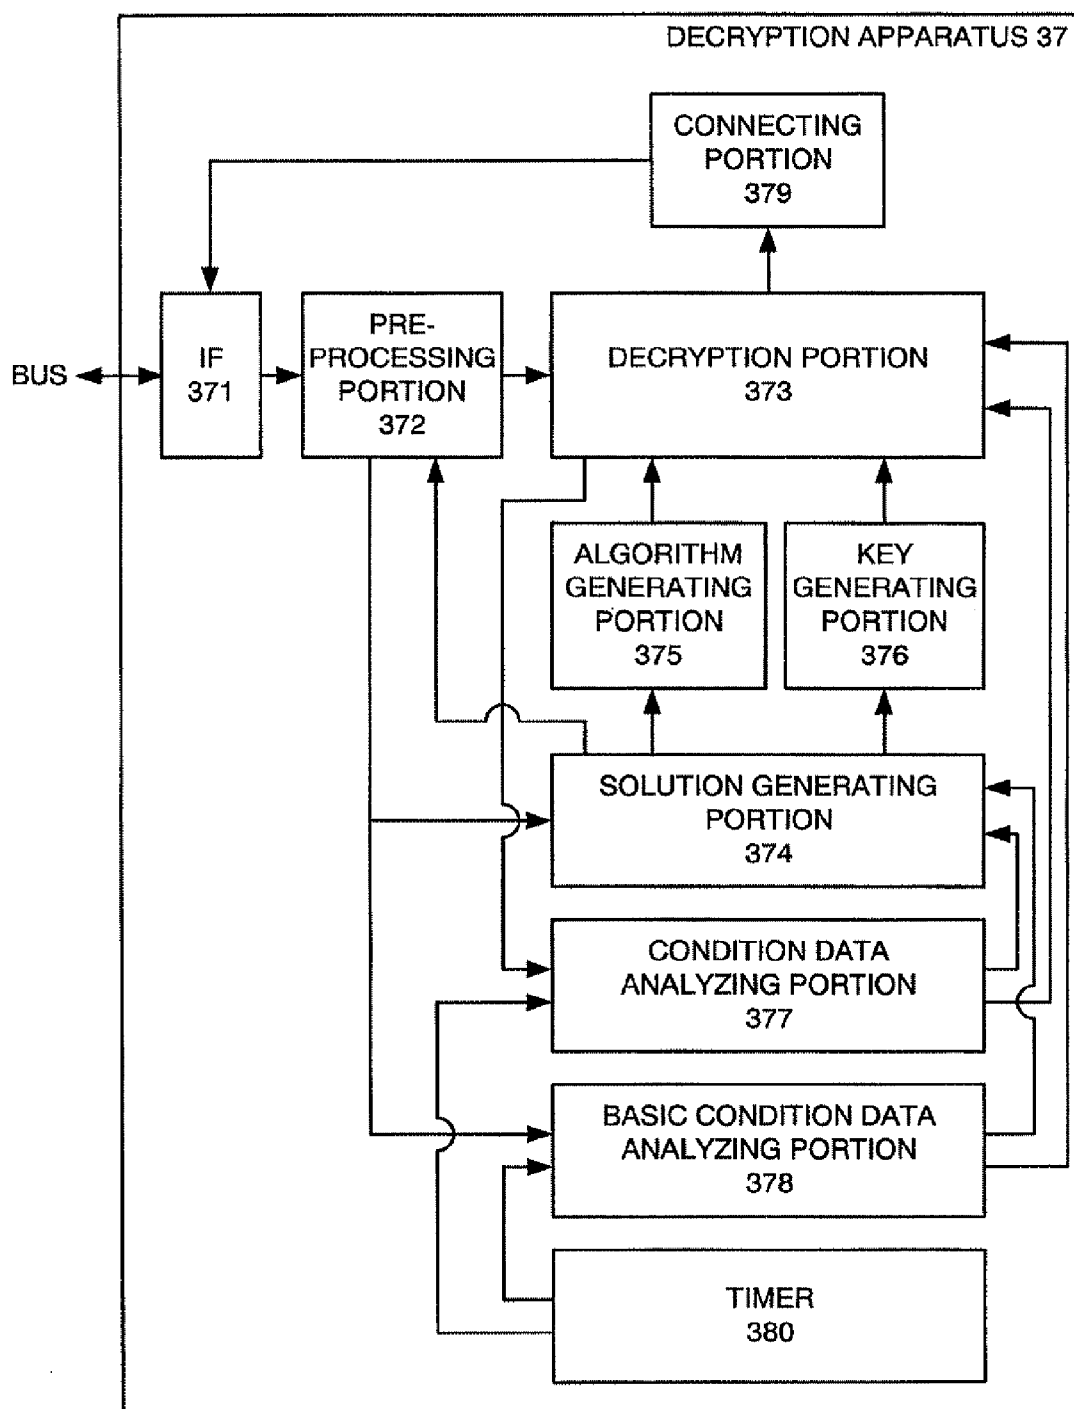 DECRYPTION APPARATUS 37
CONNECTING
PORTION
379
BUS
IF
371
PRE-
PROCESSING
PORTION
372
DECRYPTION PORTION
373
ALGORITHM
GENERATING
PORTION
375
KEY
GENERATING
PORTION
376
SOLUTION GENERATING
PORTION
374
CONDITION DATA
ANALYZING PORTION
377
BASIC CONDITION DATA
ANALYZING PORTION
378
TIMER
380